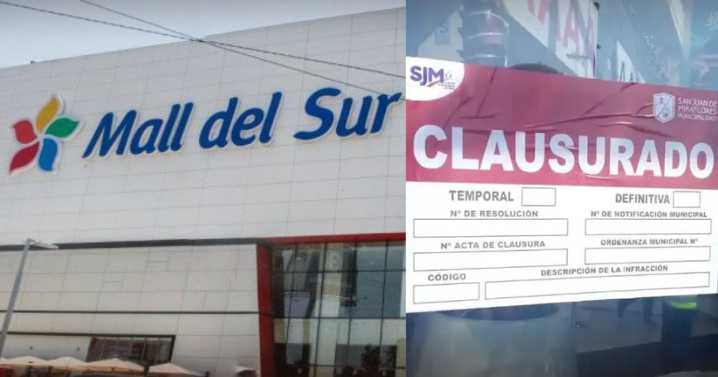 Mall del Sur
SJM
SAN JUAN DE
MIRAFLORES
MUNICIPALIDAD
CLAUSURADO
TEMPORAL
DEFINITIVA
N° DE RESOLUCIÓN
N° DE NOTIFICACIÓN MUNICIPAL
N° ACTA DE CLAUSURA
ORDENANZA MUNICIPAL N°
CÓDIGO
DESCRIPCIÓN DE LA INFRACCIÓN